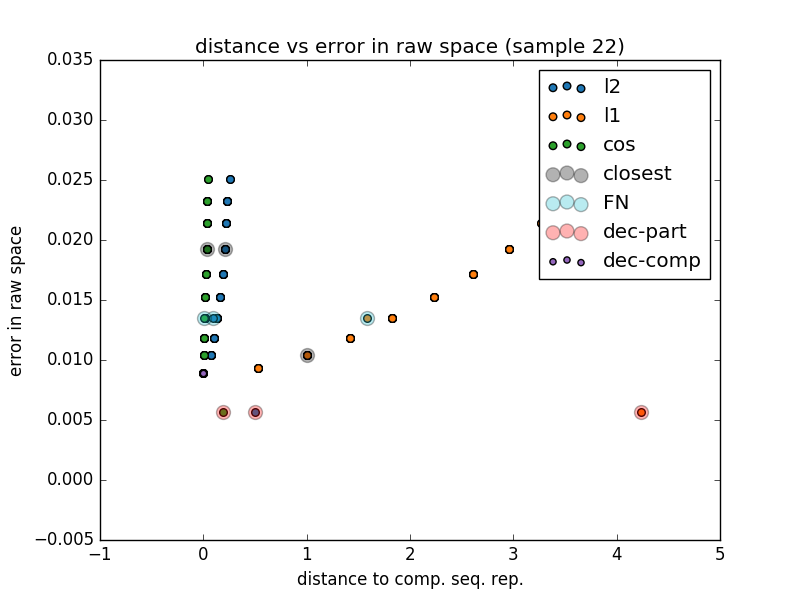 distance vs error in raw space (sample 22)
0.035
0.030
0.025
0.020
0.015
0.010
0.005
0.000
−0.005
error in raw space
l2
l1
cos
closest
FN
dec-part
dec-comp
−1 0 1 2 3 4 5
distance to comp. seq. rep.